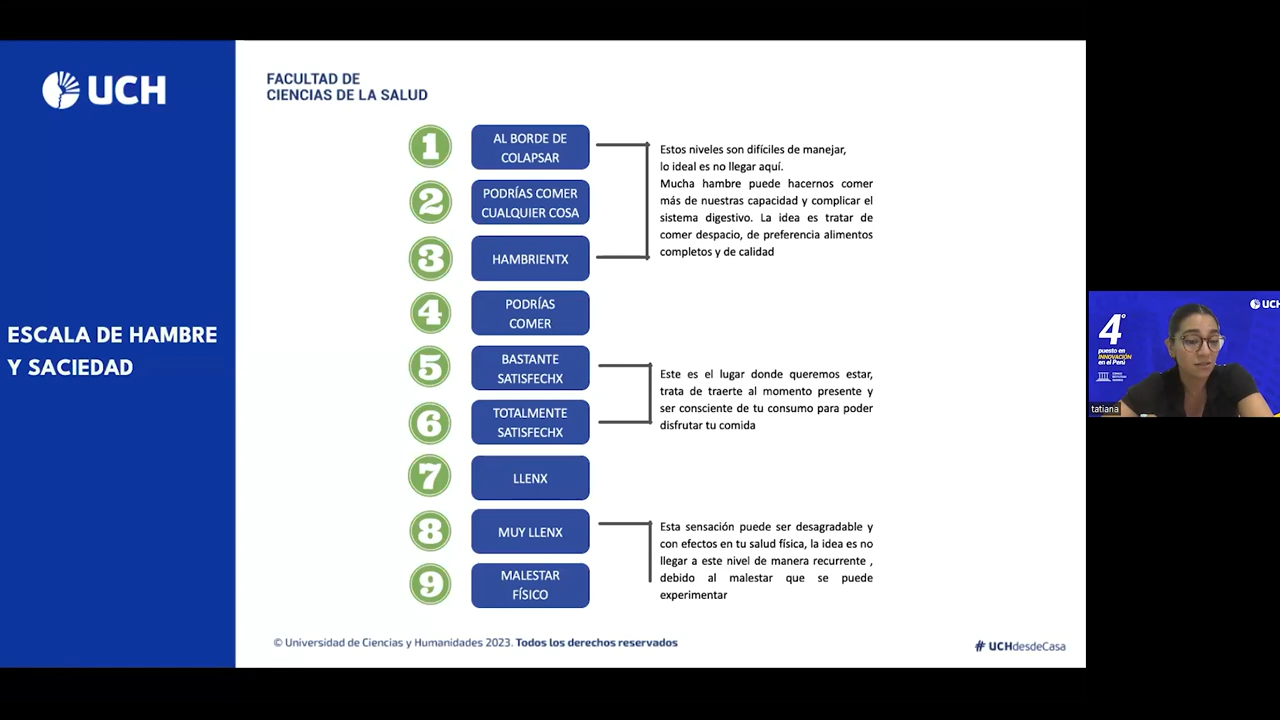 UCH
FACULTAD DE
CIENCIAS DE LA SALUD
ESCALA DE HAMBRE
Y SACIEDAD
1
AL BORDE DE
COLAPSAR
2
PODRÍAS COMER
CUALQUIER COSA
3
HAMBRIENTX
Estos niveles son difíciles de manejar,
lo ideal es no llegar aquí.
Mucha hambre puede hacernos comer
más de nuestras capacidad y complicar el
sistema digestivo. La idea es tratar de
comer despacio, de preferencia alimentos
completos y de calidad
4
PODRÍAS
COMER
5
BASTANTE
SATISFECHX
6
TOTALMENTE
SATISFECHX
Este es el lugar donde queremos estar,
trata de traerte al momento presente y
ser consciente de tu consumo para poder
disfrutar tu comida
7
LLENX
8
MUY LLENX
9
MALESTAR
FÍSICO
Esta sensación puede ser desagradable y
con efectos en tu salud física, la idea es no
llegar a este nivel de manera recurrente ,
debido al malestar que se puede
experimentar
© Universidad de Ciencias y Humanidades 2023. Todos los derechos reservados
#UCHdesdeCasa
UCH
4°
puesto en
INNOVACIÓN
en el Perú
tatiana